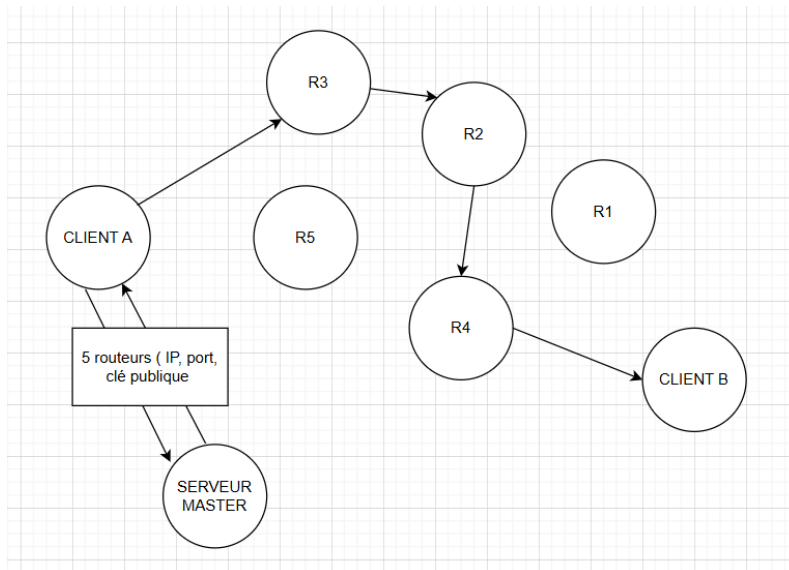 R3
R2
R1
CLIENT A
R5
R4
5 routeurs ( IP, port,
clé publique
CLIENT B
SERVEUR
MASTER